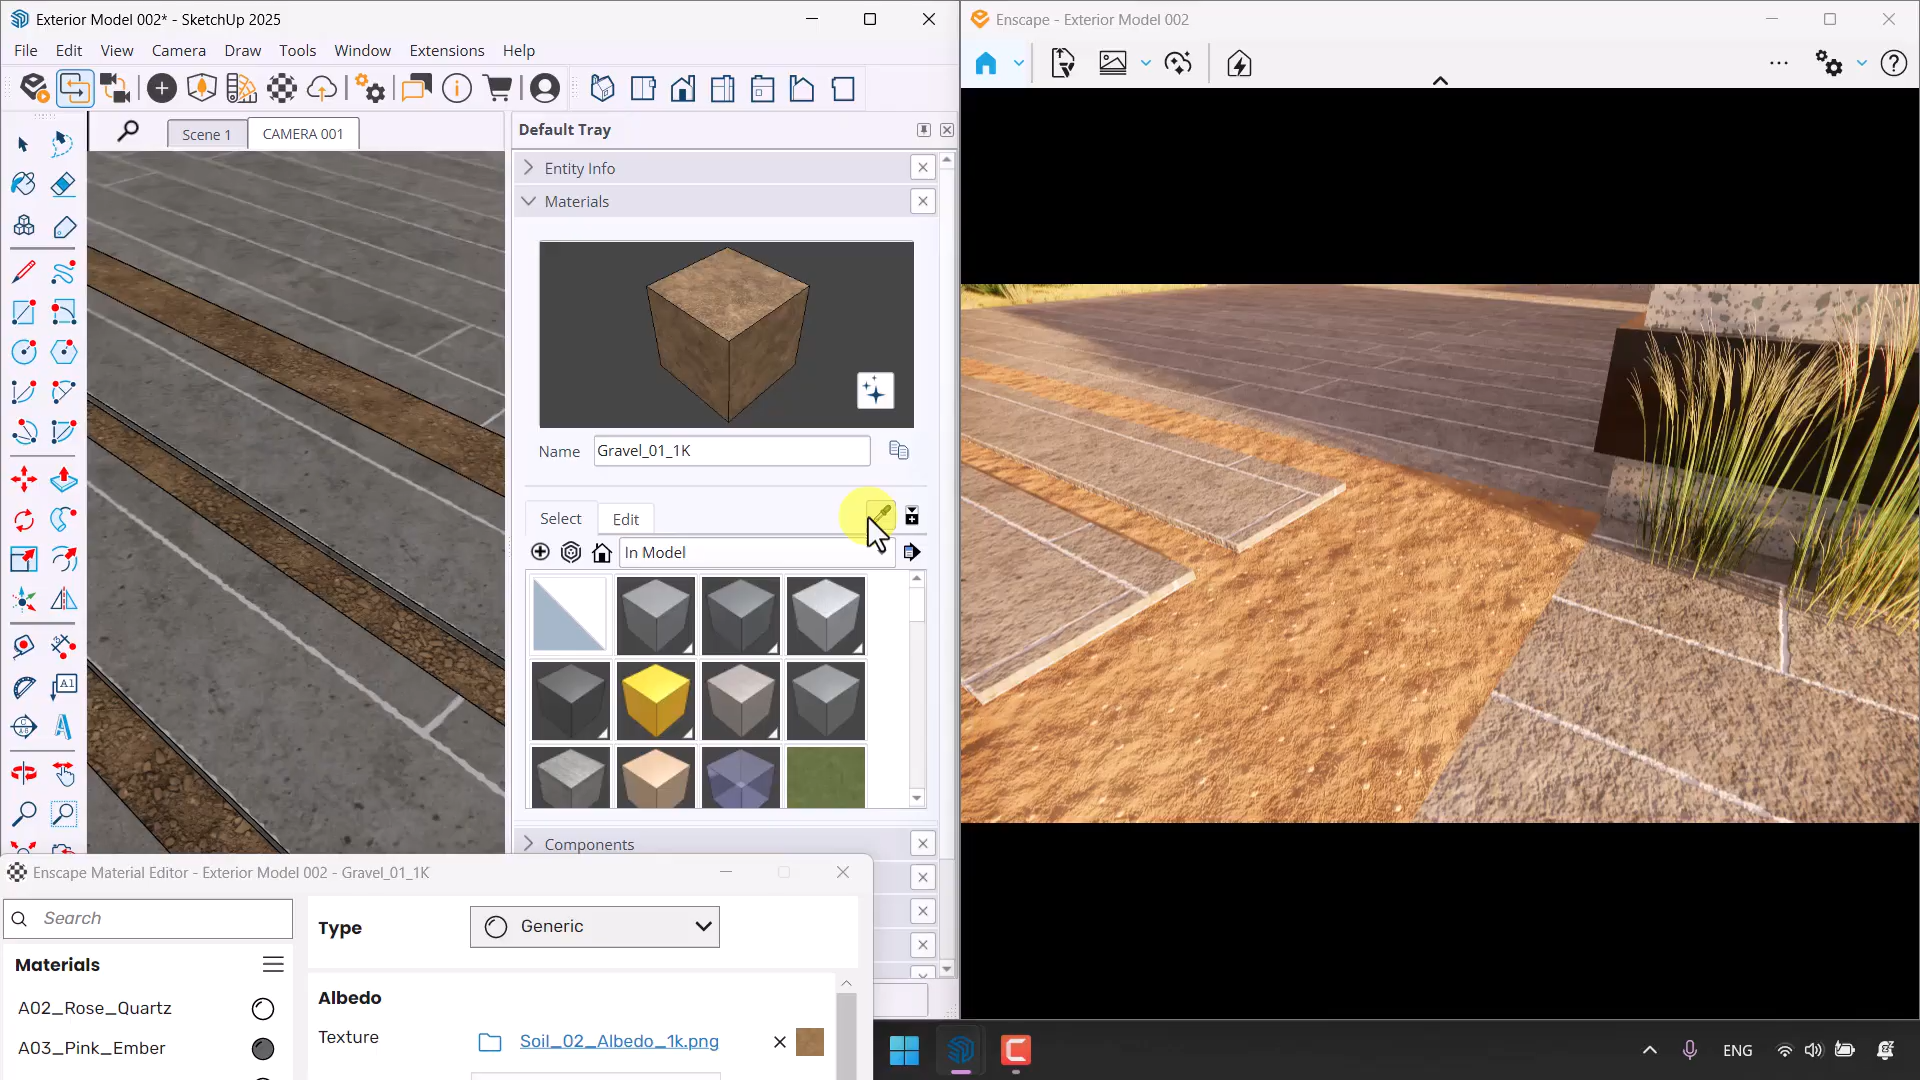 Exterior Model 002* - SketchUp 2025
File Edit View Camera Draw Tools Window Extensions Help
Scene 1
CAMERA 001
Default Tray
Entity Info
Materials
Name
Gravel_01_1K
Select
Edit
In Model
Components
A1
Enscape Material Editor - Exterior Model 002 - Gravel_01_1K
Search
Materials
A02_Rose_Quartz
A03_Pink_Ember
Type
Generic
Albedo
Texture
Soil_02_Albedo_1k.png
Enscape - Exterior Model 002
ENG